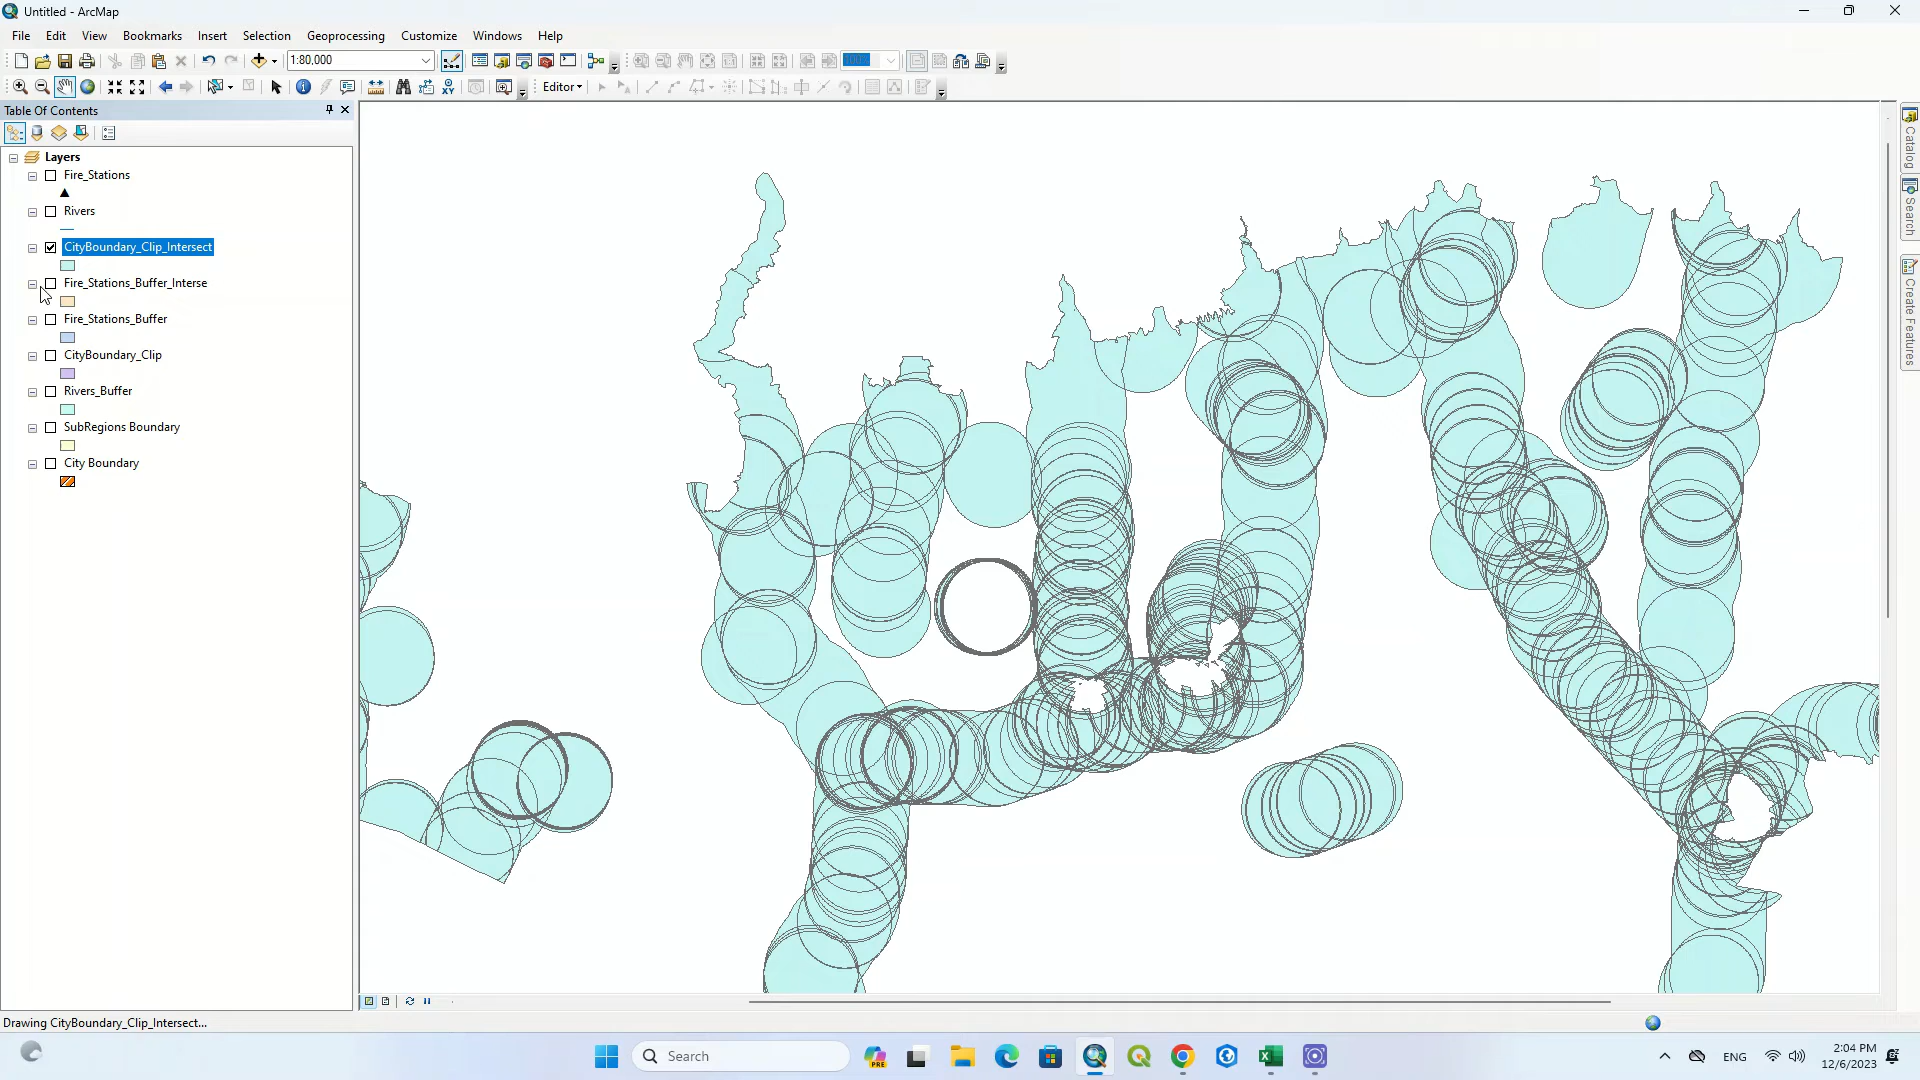 Untitled - ArcMap
File Edit View Bookmarks Insert Selection Geoprocessing Customize Windows Help
1:80,000 100%
Editor
Table Of Contents
Layers
Fire_Stations
Rivers
CityBoundary_Clip_Intersect
Fire_Stations_Buffer_Interse
Fire_Stations_Buffer
CityBoundary_Clip
Rivers_Buffer
SubRegions Boundary
City Boundary
Catalog
Search
Create Features
Drawing CityBoundary_Clip_Intersect...
Search
PRE
ENG
2:04 PM
12/6/2023